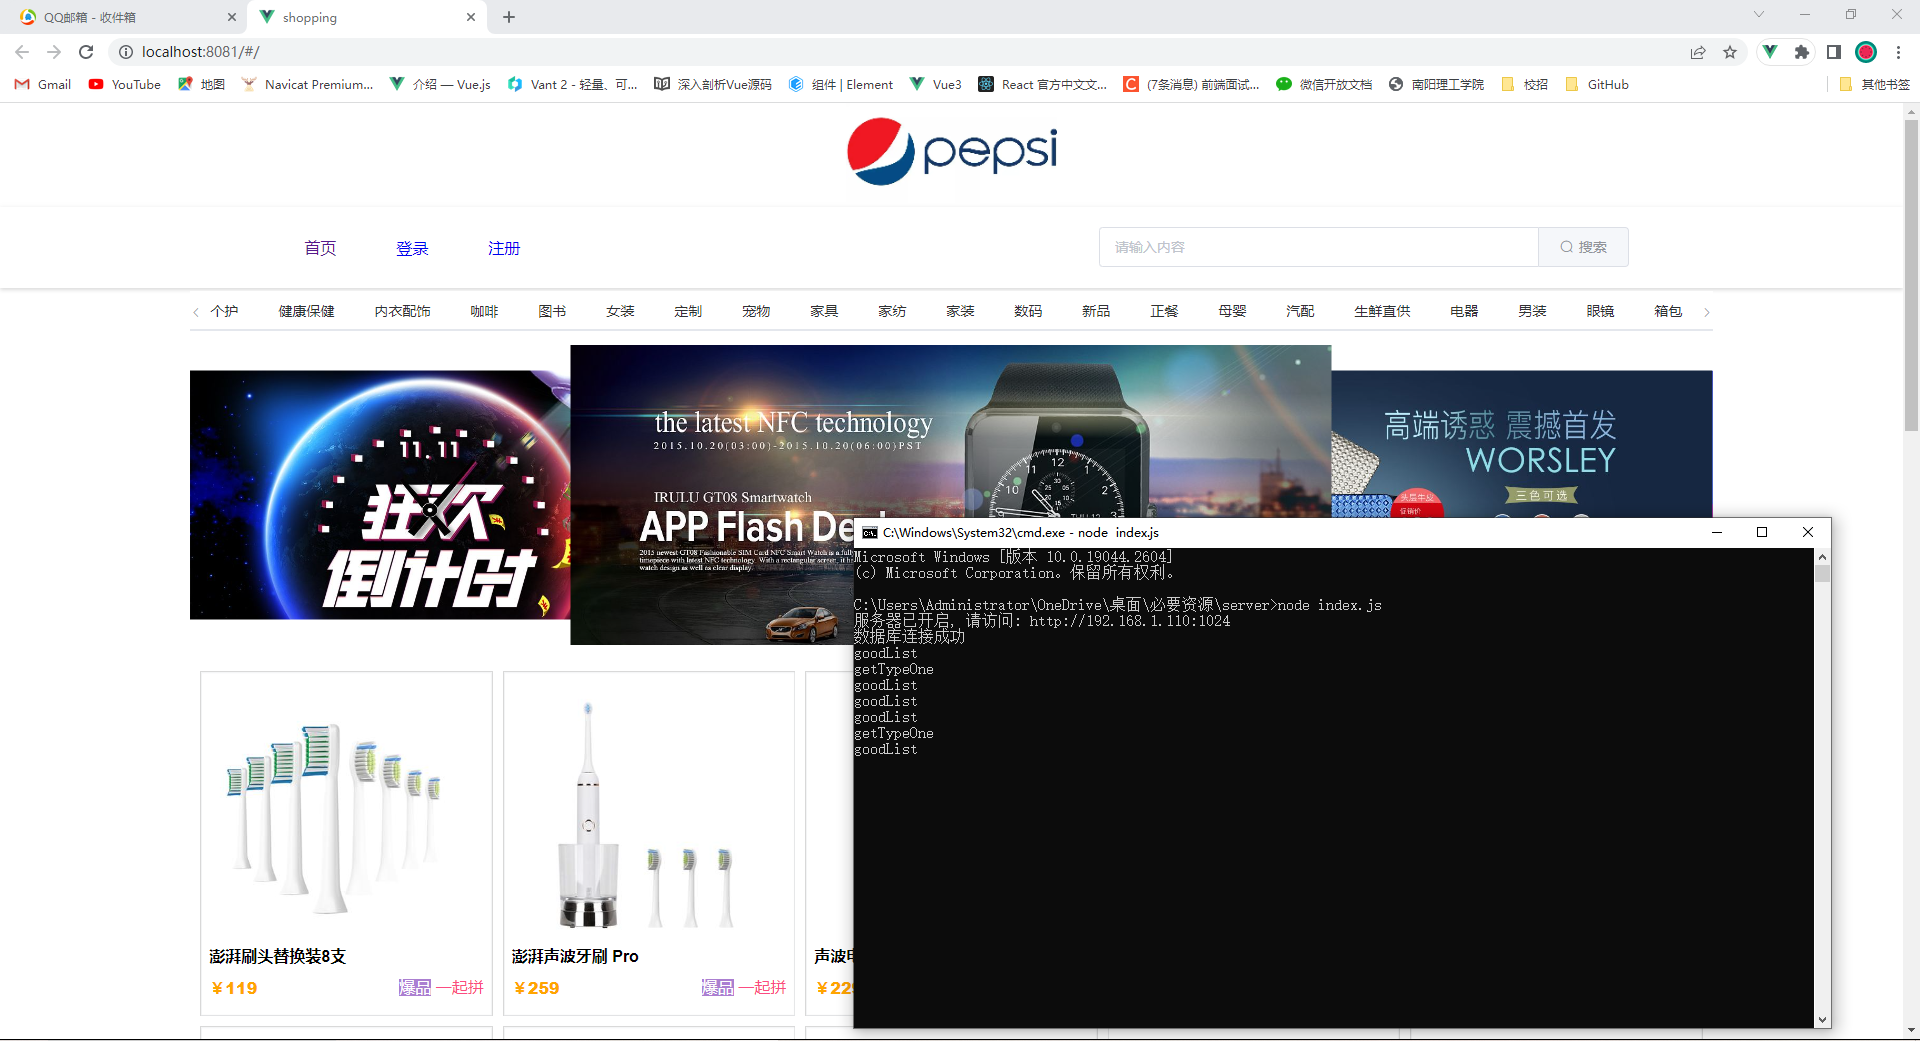 QQ邮箱 - 收件箱
shopping
localhost:8081/#/
Gmail
YouTube
地图
Navicat Premium...
介绍 — Vue.js
Vant 2 - 轻量、可...
深入剖析Vue源码
组件 | Element
Vue3
React 官方中文文...
(7条消息) 前端面试...
微信开放文档
南阳理工学院
校招
GitHub
其他书签
pepsi
首页
登录
注册
请输入内容
搜索
个护
健康保健
内衣配饰
咖啡
图书
女装
定制
宠物
家具
家纺
家装
数码
新品
正餐
母婴
汽配
生鲜直供
电器
男装
眼镜
箱包
11.11
狂欢
倒计时
the latest NFC technology
2015.10.20(03:00)-2015.10.20(06:00)PST
IRULU GT08 Smartwatch
APP Flash De
高端诱惑 震撼首发
WORSLEY
三色可选
头层牛皮
促销价
C:\Windows\System32\cmd.exe - node index.js
Microsoft Windows [版本 10.0.19044.2604]
(c) Microsoft Corporation。保留所有权利。
C:\Users\Administrator\OneDrive\桌面\必要资源\server>node index.js
服务器已开启, 请访问: http://192.168.1.110:1024
数据库连接成功
goodList
getTypeOne
goodList
goodList
goodList
getTypeOne
goodList
澎湃刷头替换装8支
￥119
爆品 一起拼
澎湃声波牙刷 Pro
￥259
爆品 一起拼
声波
￥22